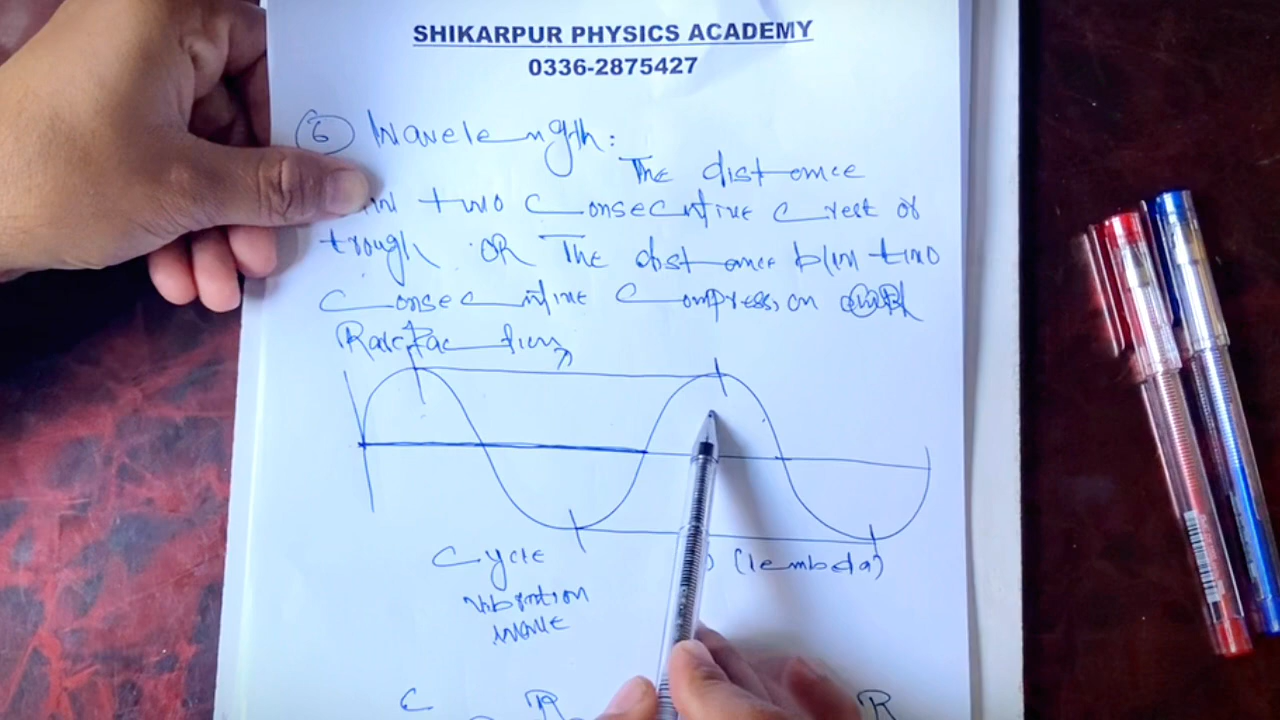 SHIKARPUR PHYSICS ACADEMY
0336-2875427
6 Wavelength:
The distance
two Consecutive Crest or
trough OR The distance b/w two
Consecutive Compression
Rarefaction
Cycle
(lembda)
vibration
wave
C R R